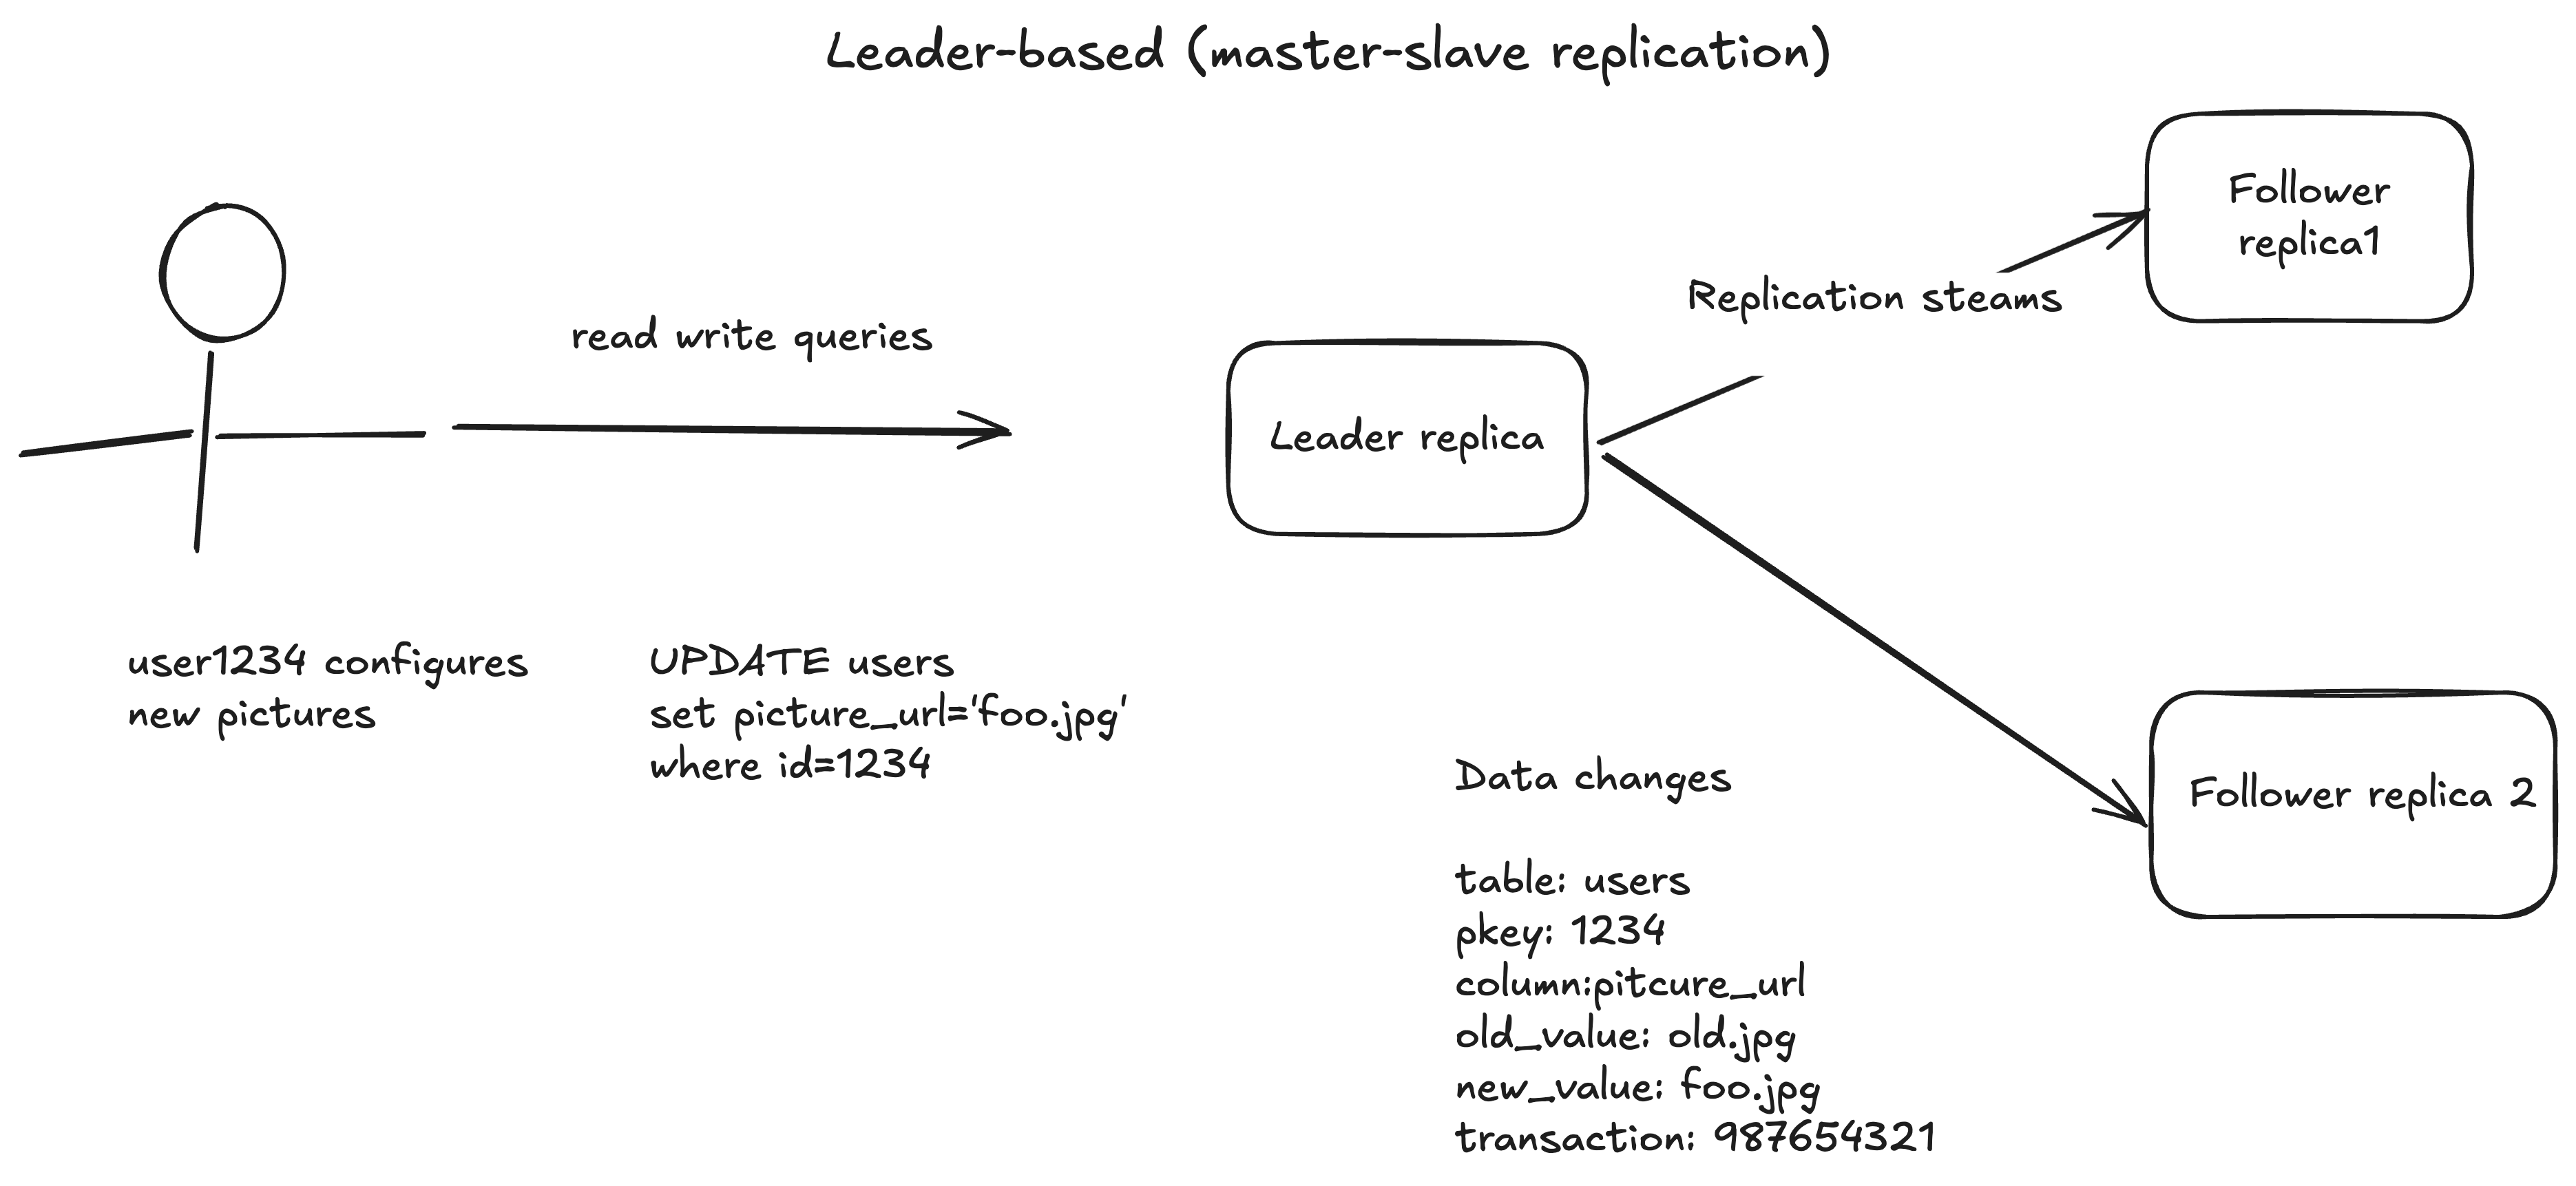 Leader-based (master-slave replication)
Follower
replica1
Replication steams
read write queries
Leader replica
user1234 configures
new pictures
UPDATE users
set picture_url='foo.jpg'
where id=1234
Follower replica 2
Data changes
table: users
pkey: 1234
column:pitcure_url
old_value: old.jpg
new_value: foo.jpg
transaction: 987654321